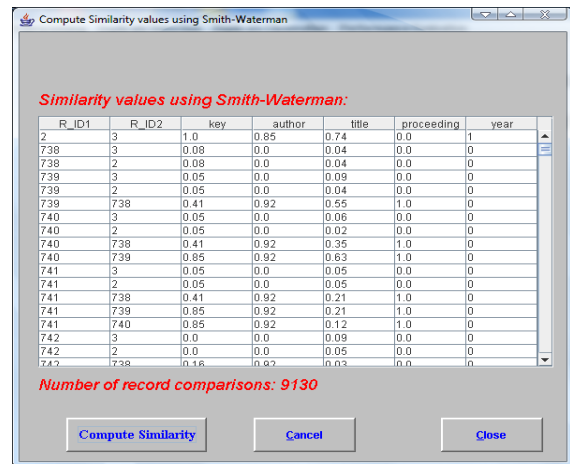 Compute Similarity values using Smith-Waterman
Similarity values using Smith-Waterman:
R_ID1 R_ID2 key author title proceeding year
2 3 1.0 0.85 0.74 0.0 1
738 3 0.08 0.0 0.04 0.0 0
738 2 0.08 0.0 0.04 0.0 0
739 3 0.05 0.0 0.09 0.0 0
739 2 0.05 0.0 0.04 0.0 0
739 738 0.41 0.92 0.55 1.0 0
740 3 0.05 0.0 0.06 0.0 0
740 2 0.05 0.0 0.02 0.0 0
740 738 0.41 0.92 0.35 1.0 0
740 739 0.85 0.92 0.63 1.0 0
741 3 0.05 0.0 0.05 0.0 0
741 2 0.05 0.0 0.05 0.0 0
741 738 0.41 0.92 0.21 1.0 0
741 739 0.85 0.92 0.21 1.0 0
741 740 0.85 0.92 0.12 1.0 0
742 3 0.0 0.0 0.09 0.0 0
742 2 0.0 0.0 0.05 0.0 0
742 738 0.16 0.92 0.03 0.0 0
Number of record comparisons: 9130
Compute Similarity Cancel Close